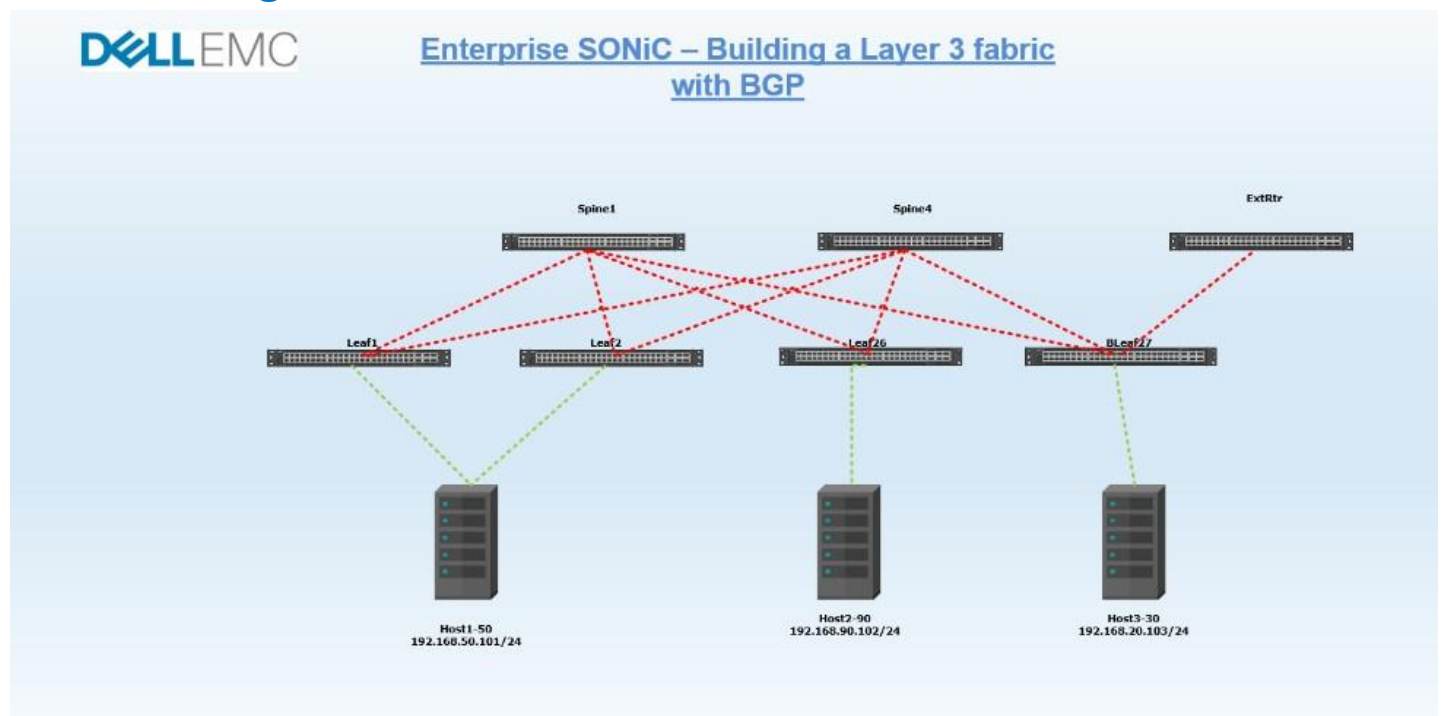 DELLEMC
Enterprise SONiC – Building a Layer 3 fabric
with BGP
Spine1
Spine4
ExtRtr
Leaf1
Leaf2
Leaf26
BLeaf27
Host1-50
192.168.50.101/24
Host2-90
192.168.90.102/24
Host3-30
192.168.20.103/24